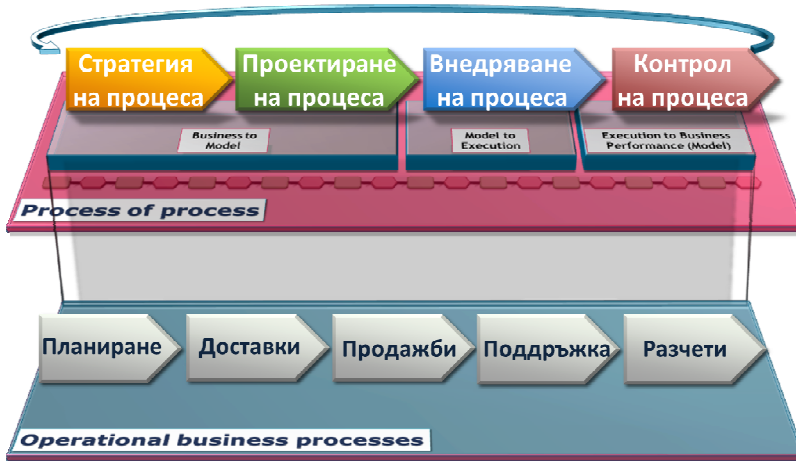 Стратегия
на процеса
Проектиране
на процеса
Внедряване
на процеса
Контрол
на процеса
Business to
Model
Model to
Execution
Execution to Business
Performance (Model)
Process of process
Планиране
Доставки
Продажби
Поддръжка
Разчети
Operational business processes